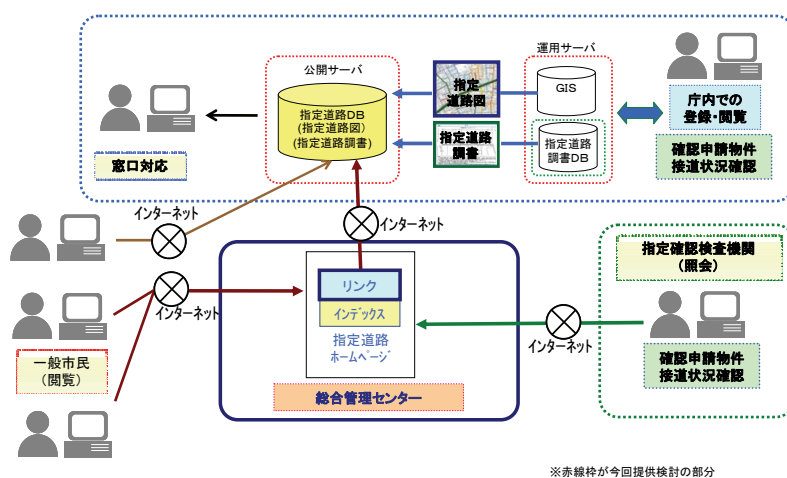 公開サーバ
指定道路DB
(指定道路図)
(指定道路調書)
指定
道路図
指定道路
調書
運用サーバ
GIS
指定道路
調書DB
庁内での
登録・閲覧
確認申請物件
接道状況確認
窓口対応
インターネット
インターネット
インターネット
一般市民
(閲覧)
リンク
インデックス
指定道路
ホームページ
総合管理センター
指定確認検査機関
(照会)
インターネット
確認申請物件
接道状況確認
※赤線枠が今回提供検討の部分